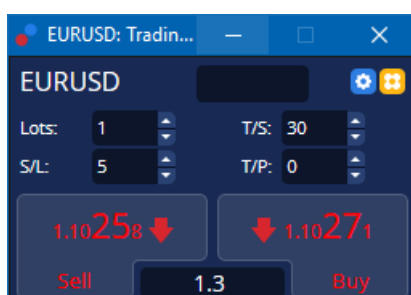 EURUSD: Tradin...
EURUSD
Lots: 1 T/S: 30
S/L: 5 T/P: 0
1.10258 1.10271
Sell 1.3 Buy